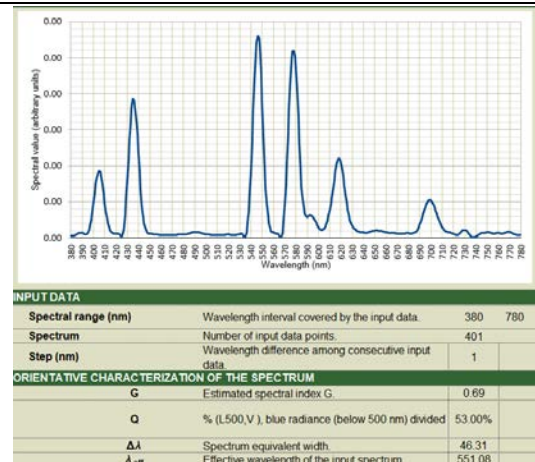 0.00
0.00
0.00
0.00
0.00
0.00
0.00
Spectral value (arbitrary units)
380 390 400 410 420 430 440 450 460 470 480 490 500 510 520 530 540 550 560 570 580 590 600 610 620 630 640 650 660 670 680 690 700 710 720 730 740 750 760 770 780
Wavelength (nm)
INPUT DATA
Spectral range (nm) Wavelength interval covered by the input data. 380 780
Spectrum Number of input data points. 401
Step (nm) Wavelength difference among consecutive input data. 1
ORIENTATIVE CHARACTERIZATION OF THE SPECTRUM
G Estimated spectral index G. 0.69
Q % (L500,V ), blue radiance (below 500 nm) divided 53.00%
Δλ Spectrum equivalent width. 46.31
Effective wavelength of the input spectrum 551.08